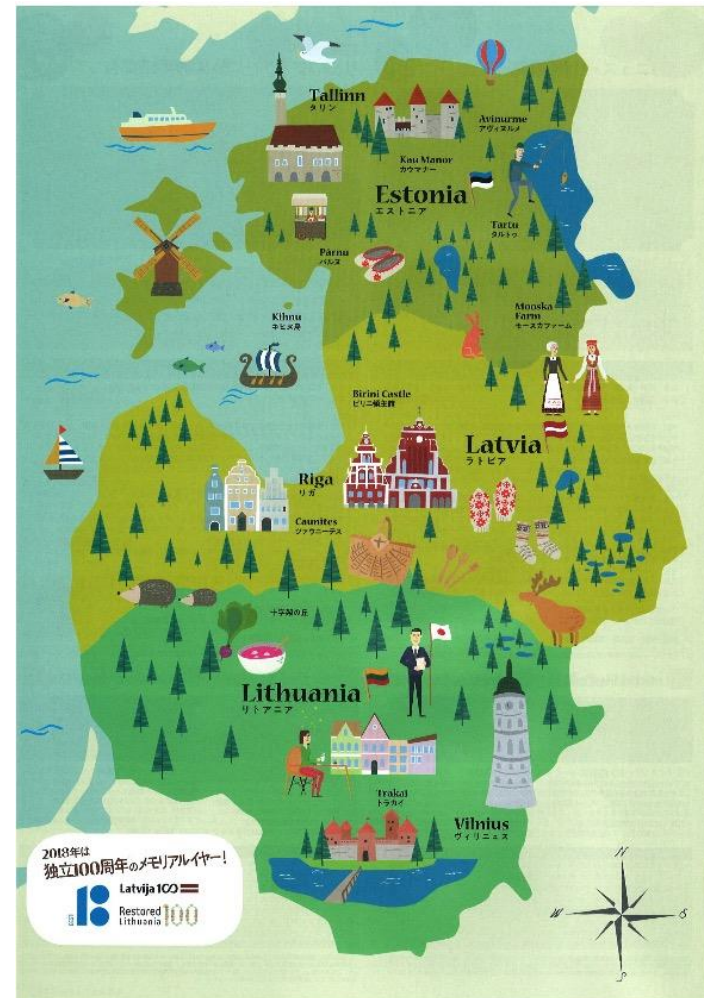 Tallinn
タリン
Avinurme
アヴィヌルメ
Kau Manor
カウマナー
Estonia
エストニア
Tartu
タルトゥ
Pärnu
パルヌ
Mooska
Farm
モースカファーム
Kihnu
キヒヌ島
Birini Castle
ビリニ領主館
Latvia
ラトビア
Riga
リガ
Caunites
ツァウニーテス
十字架の丘
Lithuania
リトアニア
Trakai
トラカイ
Vilnius
ヴィリニュス
2018年は
独立100周年のメモリアルイヤー!
Latvija 100
Restored
Lithuania 100
N
W
S
S